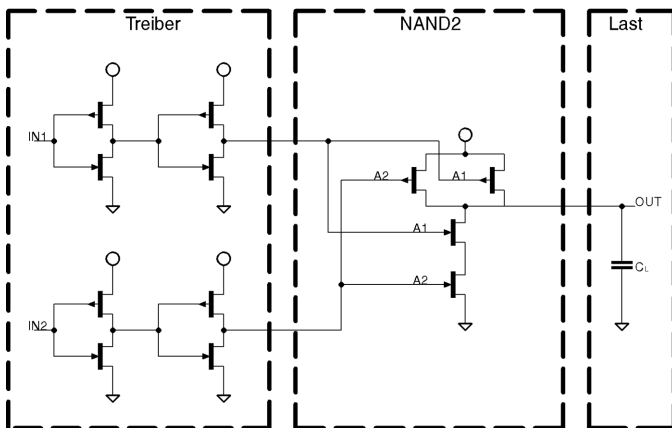 Treiber
NAND2
Last
IN1
A2
A1
OUT
A1
CL
A2
IN2